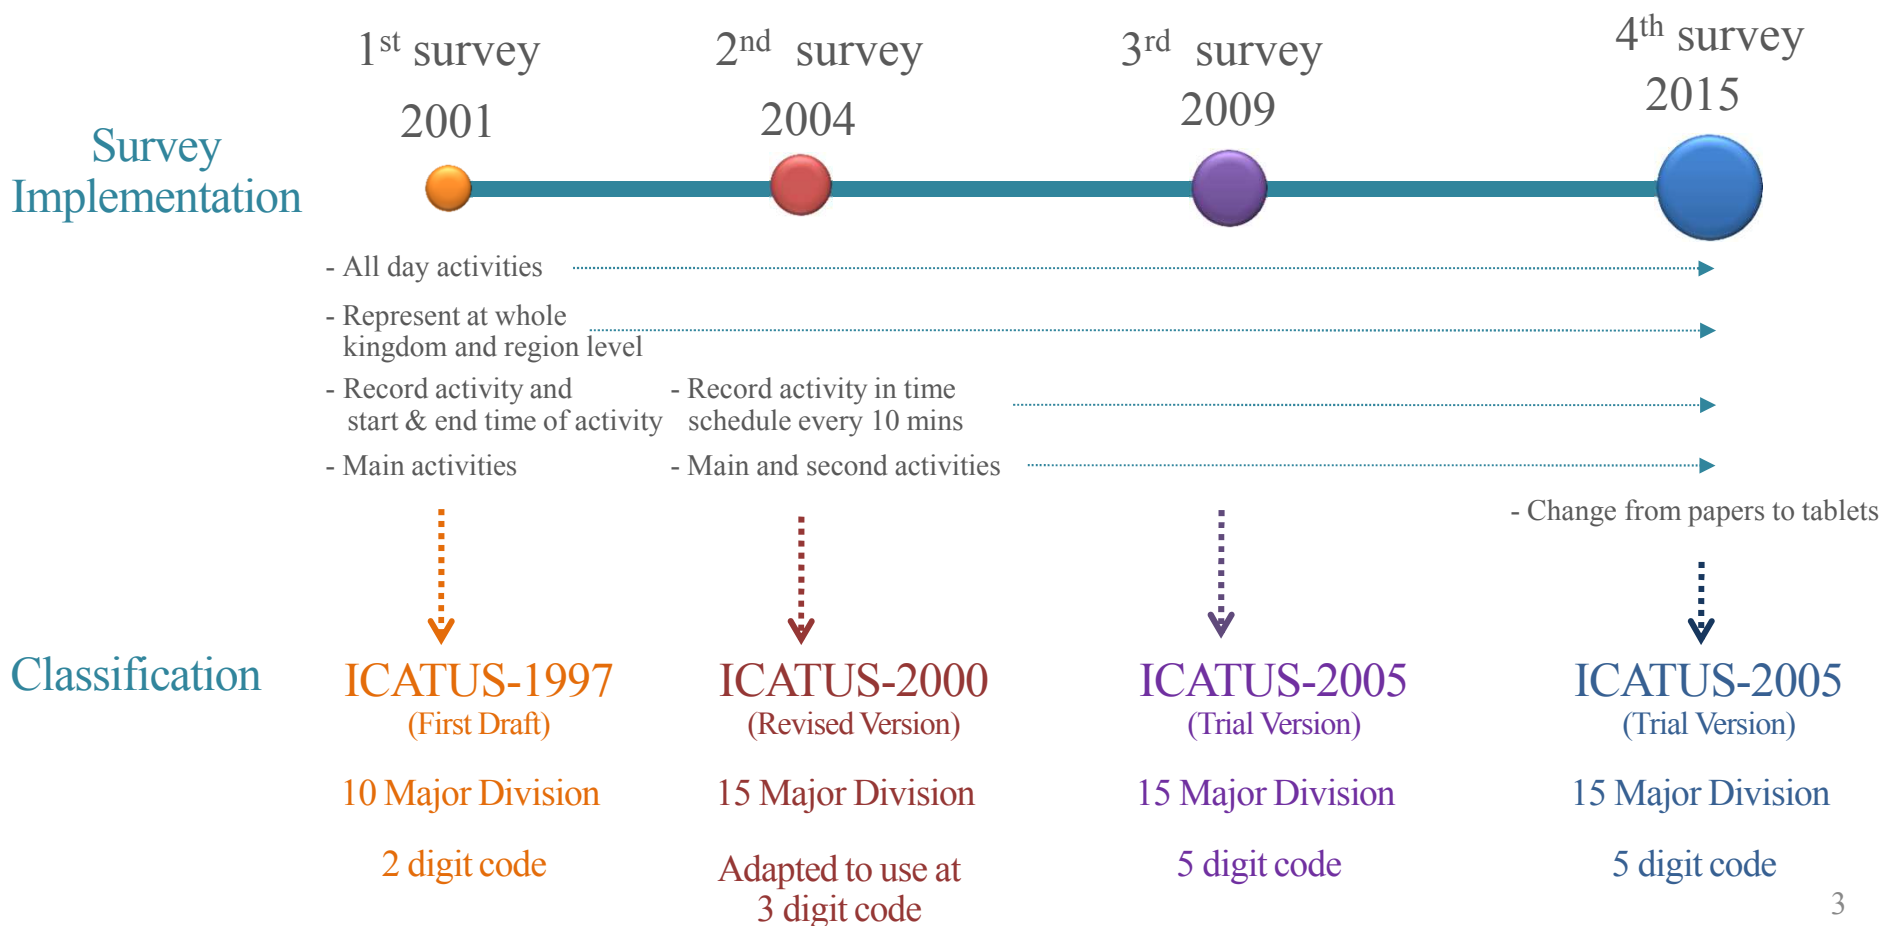 1st survey
2001
2nd survey
2004
3rd survey
2009
4th survey
2015
Survey
Implementation
- All day activities
- Represent at whole
kingdom and region level
- Record activity and
start & end time of activity
- Record activity in time
schedule every 10 mins
- Main activities
- Main and second activities
- Change from papers to tablets
Classification
ICATUS-1997
(First Draft)
10 Major Division
2 digit code
ICATUS-2000
(Revised Version)
15 Major Division
Adapted to use at
3 digit code
ICATUS-2005
(Trial Version)
15 Major Division
5 digit code
ICATUS-2005
(Trial Version)
15 Major Division
5 digit code
3